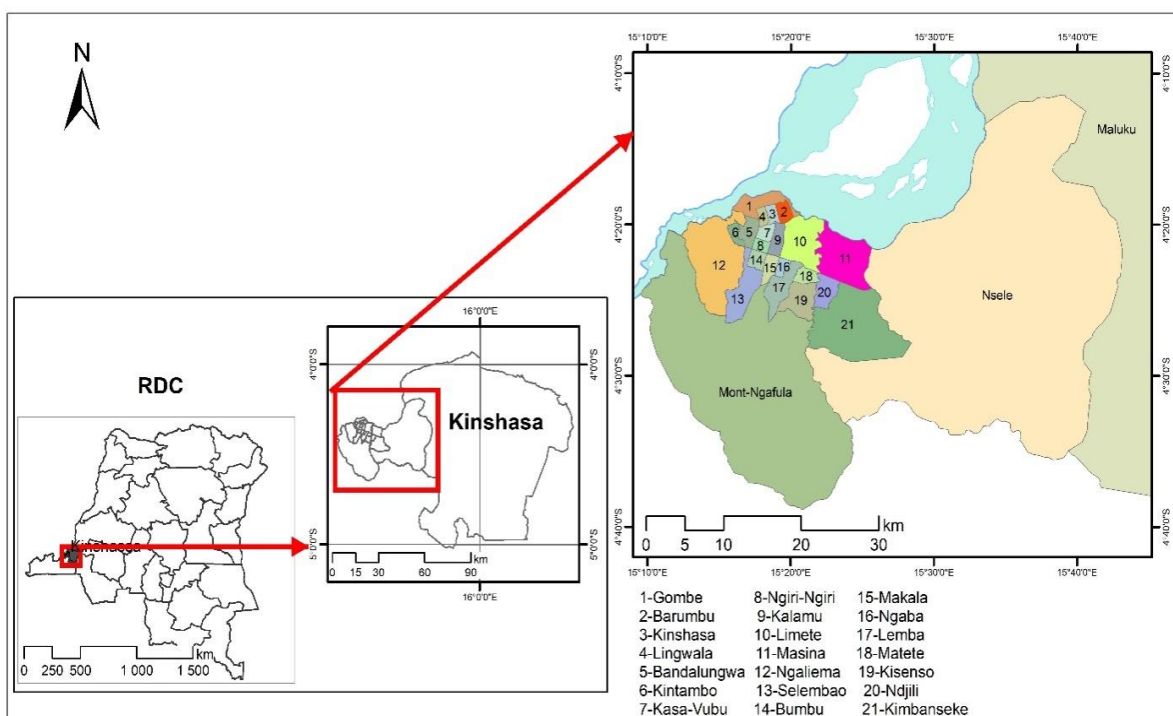 N
RDC
Kinshassa
km
0 250 500 1 000 1 500
16°0'0"E
4°0'0"S
4°0'0"S
Kinshasa
5°0'0"S
5°0'0"S
km
0 15 30 60 90
16°0'0"E
15°10'0"E 15°20'0"E 15°30'0"E 15°40'0"E
4°10'0"S
4°10'0"S
Maluku
1 2 3 4
5 6 7 8 9 10
4°20'0"S
4°20'0"S
11
12
13 14 15 16
17 18 19 20
Nsele
21
4°30'0"S
4°30'0"S
Mont-Ngafula
4°40'0"S
4°40'0"S
km
0 5 10 20 30
15°10'0"E 15°20'0"E 15°30'0"E 15°40'0"E
1-Gombe 8-Ngiri-Ngiri 15-Makala
2-Barumbu 9-Kalamu 16-Ngaba
3-Kinshasa 10-Limete 17-Lemba
4-Lingwala 11-Masina 18-Matete
5-Bandalungwa 12-Ngaliema 19-Kisenso
6-Kintambo 13-Selembao 20-Ndjili
7-Kasa-Vubu 14-Bumbu 21-Kimbanseke